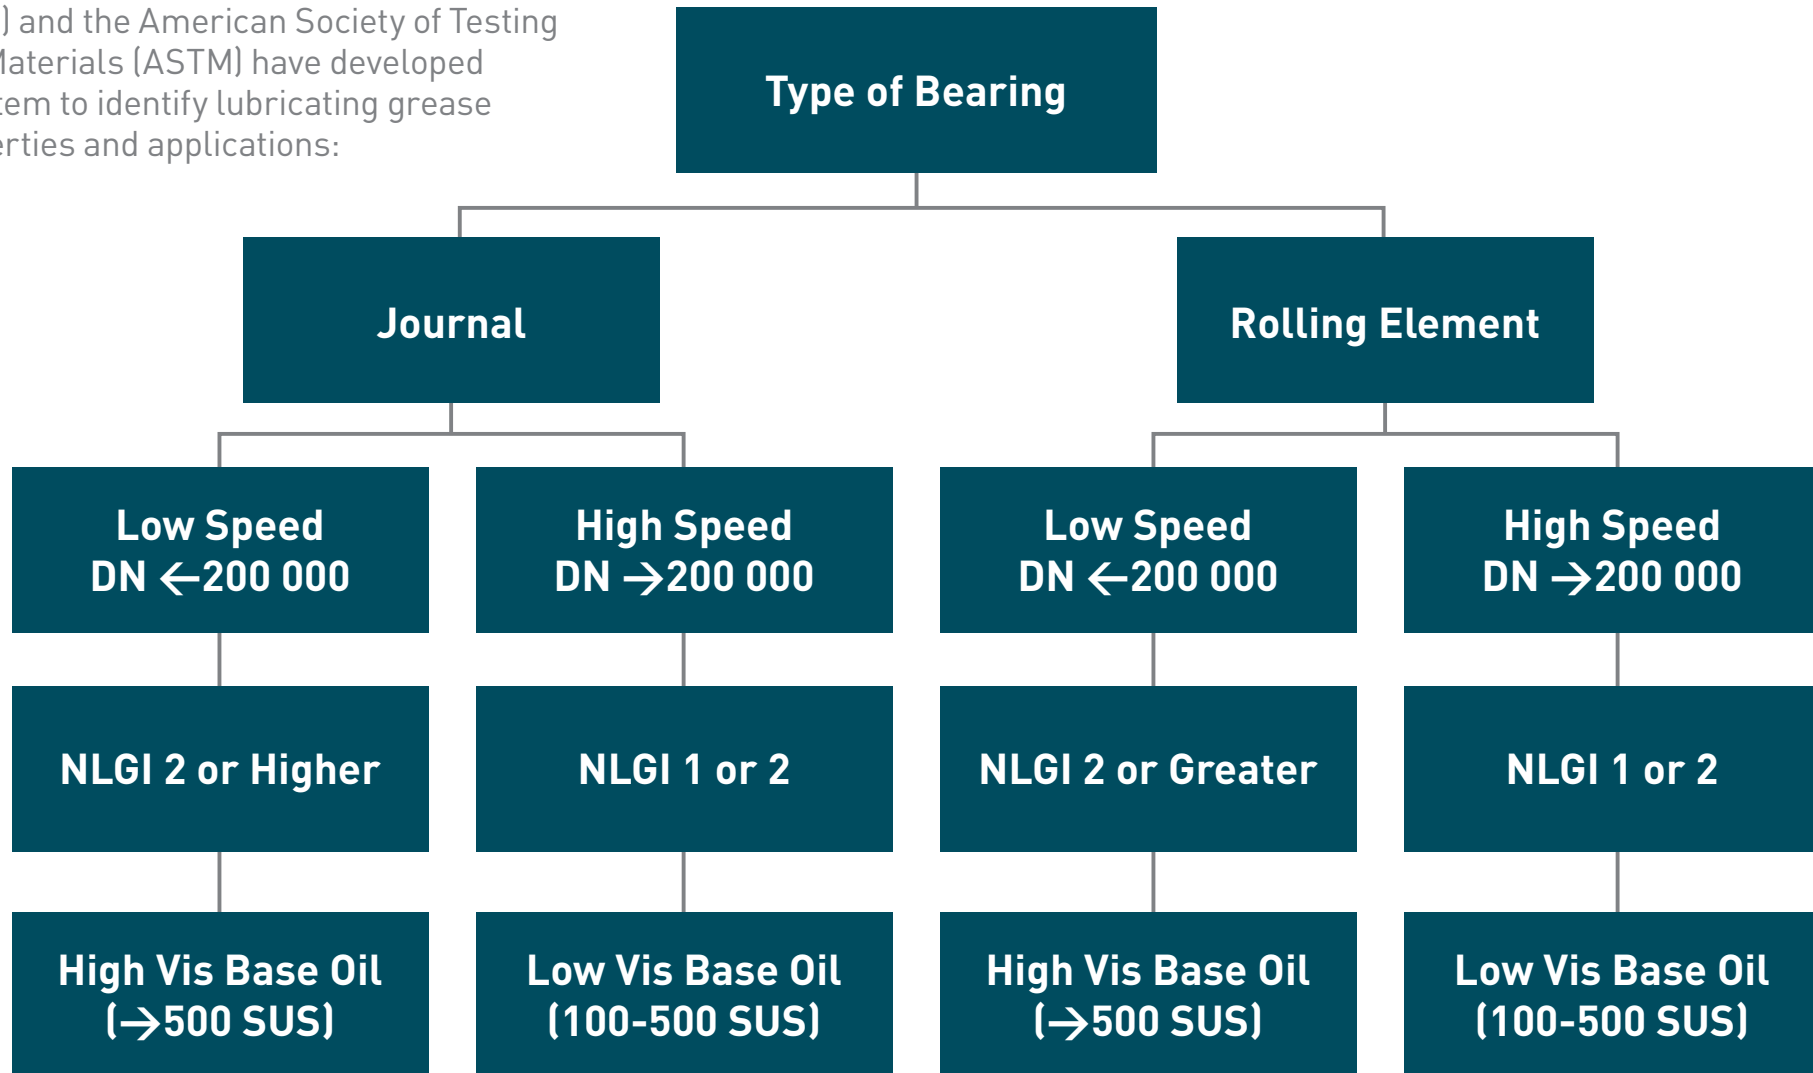 ) and the American Society of Testing
Materials (ASTM) have developed
tem to identify lubricating grease
erties and applications:
Type of Bearing
Journal
Rolling Element
Low Speed
DN ←200 000
High Speed
DN →200 000
Low Speed
DN ←200 000
High Speed
DN →200 000
NLGI 2 or Higher
NLGI 1 or 2
NLGI 2 or Greater
NLGI 1 or 2
High Vis Base Oil
(→500 SUS)
Low Vis Base Oil
(100-500 SUS)
High Vis Base Oil
(→500 SUS)
Low Vis Base Oil
(100-500 SUS)